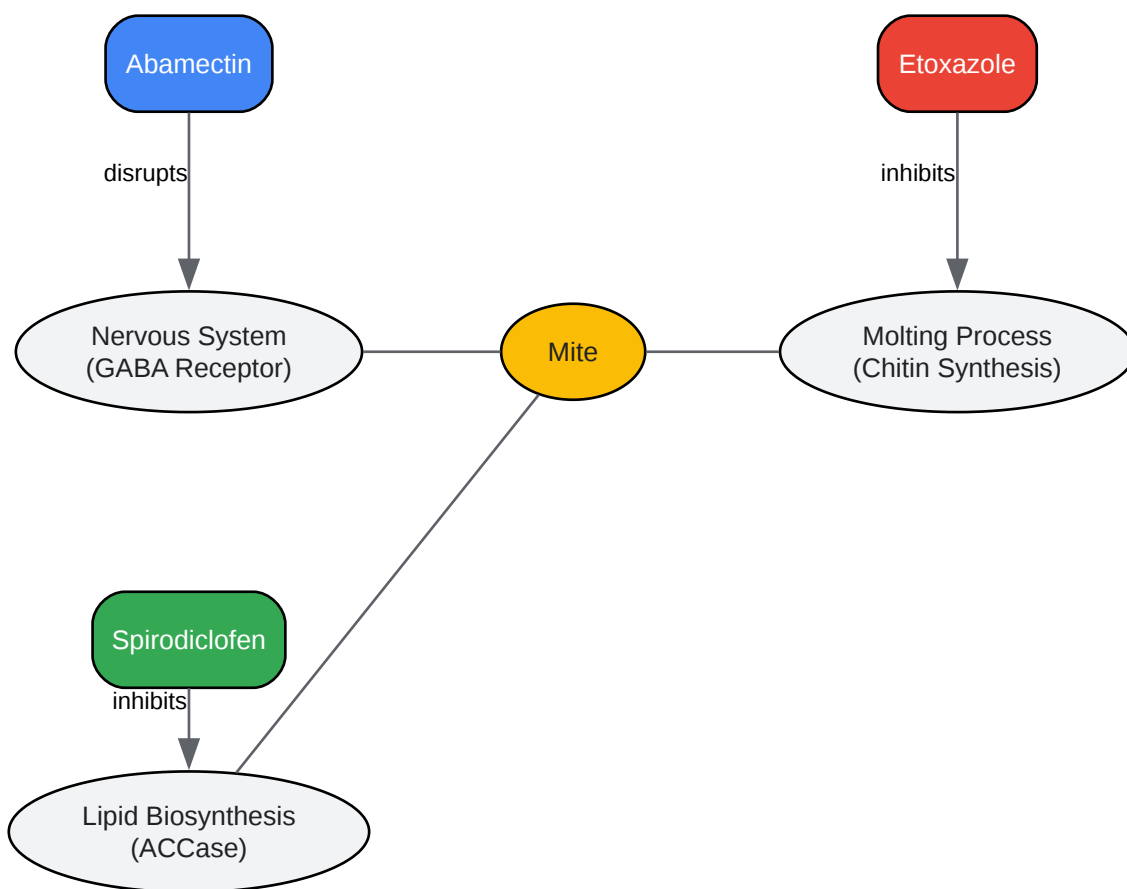 Abamectin
Etoxazole
disrupts
inhibits
Nervous System
(GABA Receptor)
Mite
Molting Process
(Chitin Synthesis)
Spirodiclofen
inhibits
Lipid Biosynthesis
(ACCase)